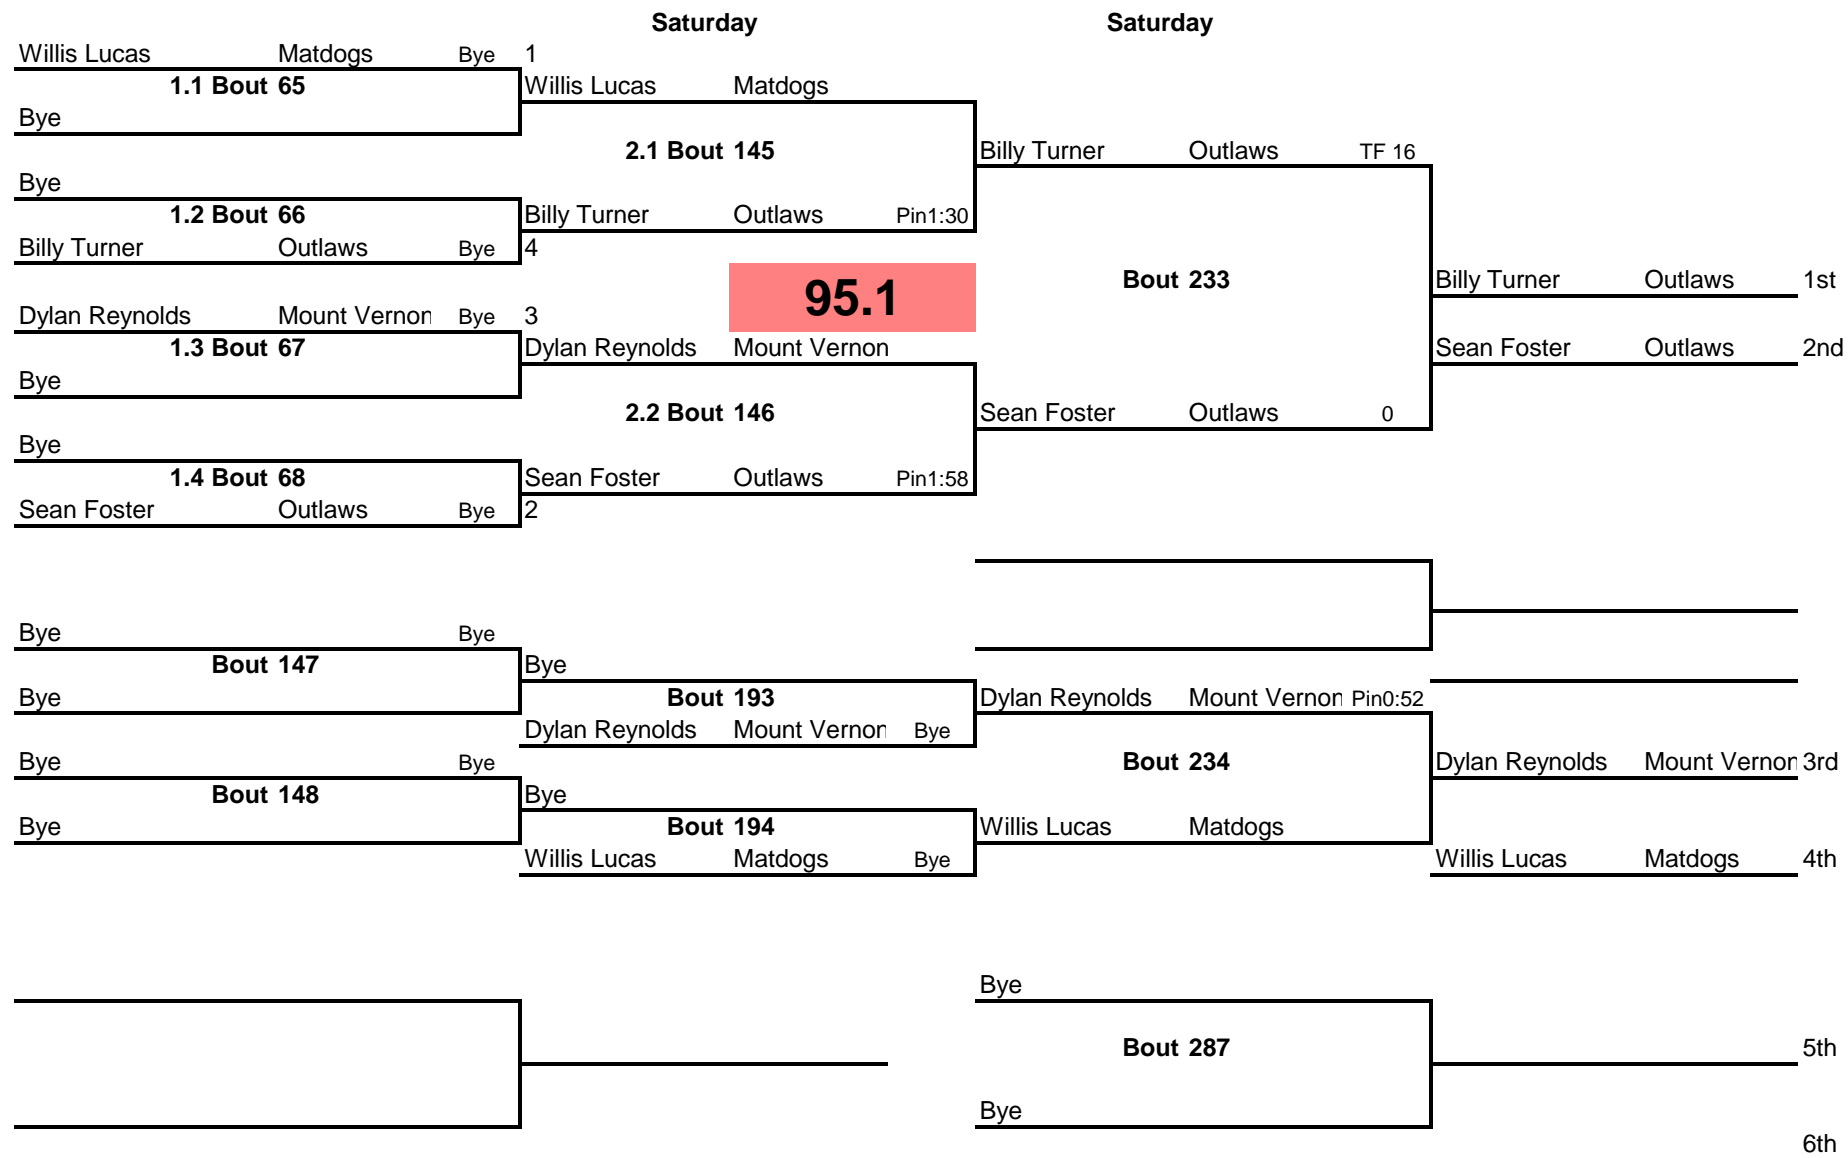 Saturday Saturday
Willis Lucas Matdogs Bye 1
1.1 Bout 65 Willis Lucas Matdogs
Bye
2.1 Bout 145 Billy Turner Outlaws TF 16
Bye
1.2 Bout 66 Billy Turner Outlaws Pin1:30
Billy Turner Outlaws Bye 4
95.1 Bout 233 Billy Turner Outlaws 1st
Dylan Reynolds Mount Vernon Bye 3
1.3 Bout 67 Dylan Reynolds Mount Vernon Sean Foster Outlaws 2nd
Bye
2.2 Bout 146 Sean Foster Outlaws 0
Bye
1.4 Bout 68 Sean Foster Outlaws Pin1:58
Sean Foster Outlaws Bye 2
Bye Bye
Bout 147 Bye
Bye Bout 193 Dylan Reynolds Mount Vernon Pin0:52
Dylan Reynolds Mount Vernon Bye
Bye Bye Bout 234 Dylan Reynolds Mount Vernon 3rd
Bout 148 Bye
Bye Bout 194 Willis Lucas Matdogs
Willis Lucas Matdogs Bye Willis Lucas Matdogs 4th
Bye
Bout 287 5th
Bye
6th